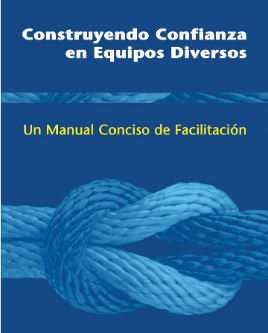 Construyendo Confianza
en Equipos Diversos
Un Manual Conciso de Facilitación